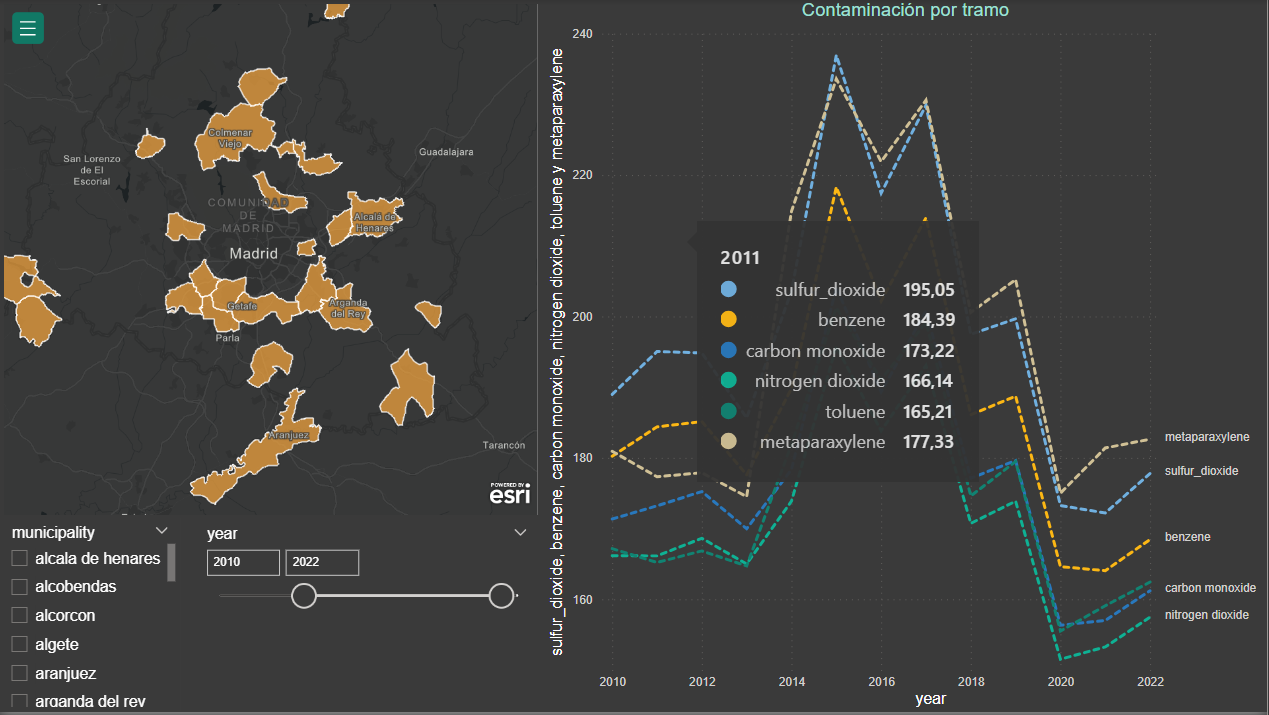 San Lorenzo
de El
Escorial
Colmenar
Viejo
Guadalajara
COMUNIDAD
DE
MADRID
Alcalá de
Henares
Madrid
Getafe
Arganda
del Rey
Parla
Aranjuez
Tarancón
POWERED BY
esri
municipality
alcala de henares
alcobendas
alcorcon
algete
aranjuez
arganda del rey
year
2010
2022
Contaminación por tramo
sulfur_dioxide, benzene, carbon monoxide, nitrogen dioxide, toluene y metaparaxylene
240
220
200
180
160
2011
sulfur_dioxide 195,05
benzene 184,39
carbon monoxide 173,22
nitrogen dioxide 166,14
toluene 165,21
metaparaxylene 177,33
metaparaxylene
sulfur_dioxide
benzene
carbon monoxide
nitrogen dioxide
2010 2012 2014 2016 2018 2020 2022
year